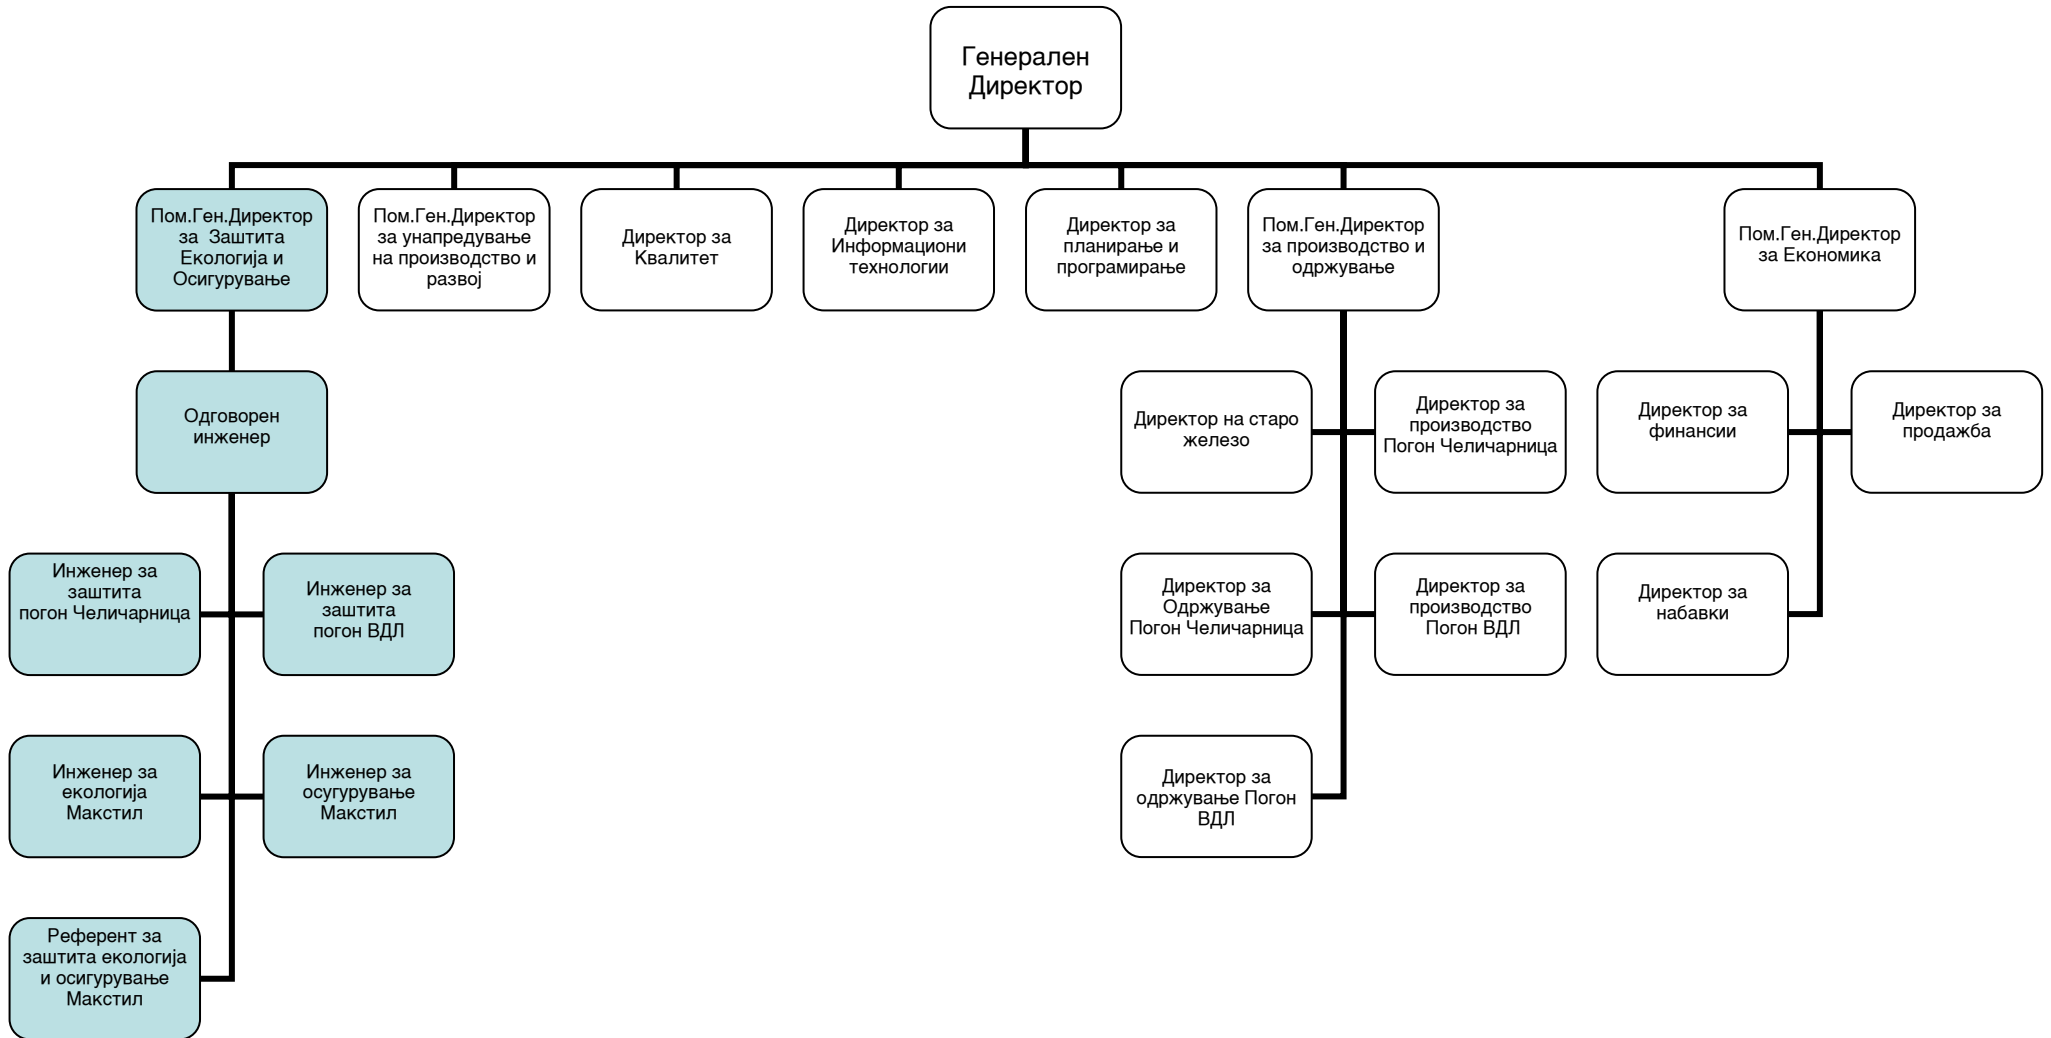 Генерален
Директор
Пом.Ген.Директор
за  Заштита
Екологија и
Осигурување
Пом.Ген.Директор
за унапредување
на производство и
развој
Директор за
Квалитет
Директор за
Информациони
технологии
Директор за
планирање и
програмирање
Пом.Ген.Директор
за производство и
одржување
Пом.Ген.Директор
за Економика
Одговорен
инженер
Директор на старо
железо
Директор за
производство
Погон Челичарница
Директор за
финансии
Директор за
продажба
Инженер за
заштита
погон Челичарница
Инженер за
заштита
погон ВДЛ
Директор за
Одржување
Погон Челичарница
Директор за
производство
Погон ВДЛ
Директор за
набавки
Инженер за
екологија
Макстил
Инженер за
осугурување
Макстил
Директор за
одржување Погон
ВДЛ
Референт за
заштита екологија
и осигурување
Макстил